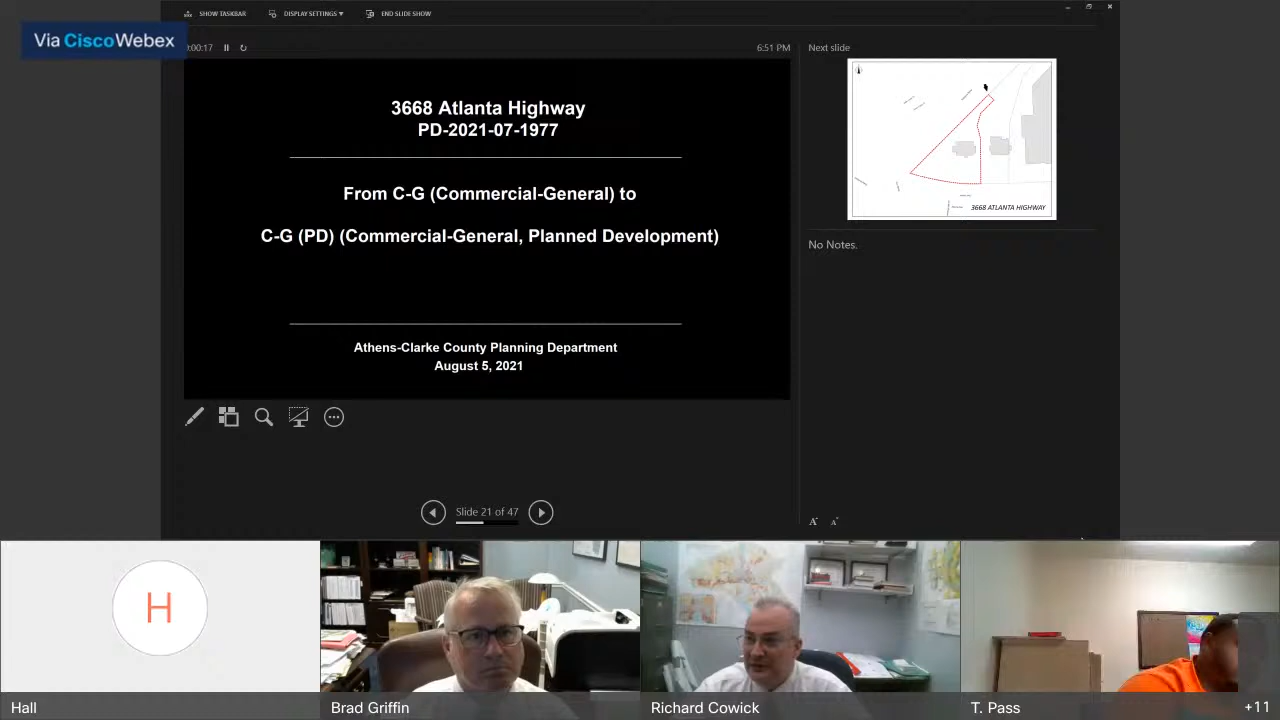 SHOW TASKBAR
DISPLAY SETTINGS ▾
END SLIDE SHOW
Via CiscoWebex
:00:17
6:51 PM
Next slide
3668 Atlanta Highway
PD-2021-07-1977
From C-G (Commercial-General) to
C-G (PD) (Commercial-General, Planned Development)
Athens-Clarke County Planning Department
August 5, 2021
3668 ATLANTA HIGHWAY
No Notes.
Slide 21 of 47
A A
H
Hall
Brad Griffin
Richard Cowick
T. Pass
+11